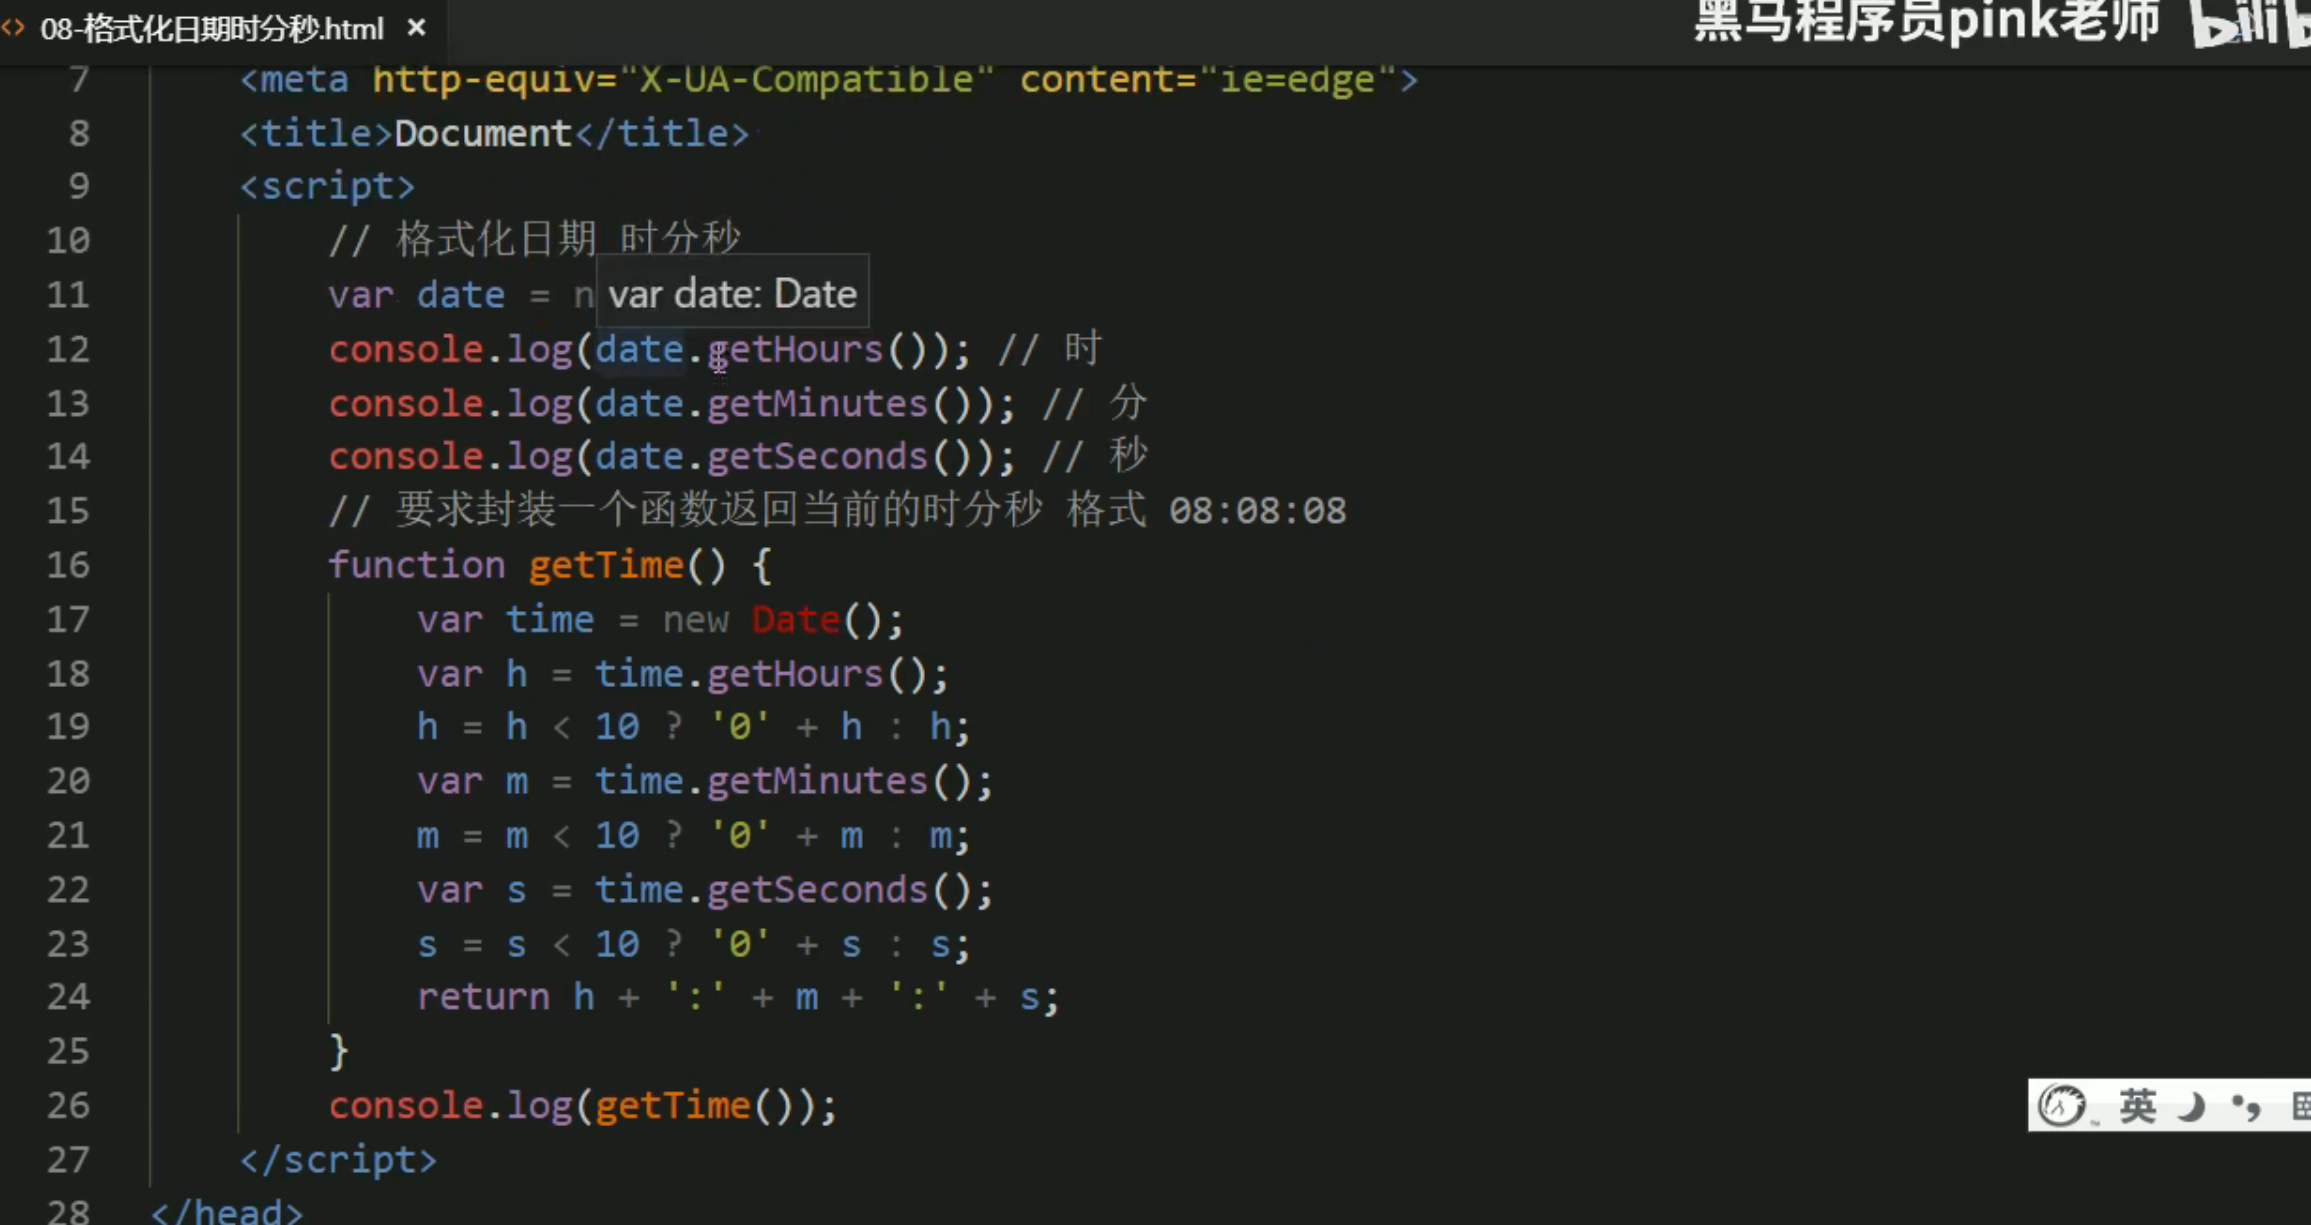 08-格式化日期时分秒.html ×
黑马程序员pink老师
7 <meta http-equiv="X-UA-Compatible" content="ie=edge">
8 <title>Document</title>
9 <script>
10 // 格式化日期 时分秒
11 var date = n var date: Date
12 console.log(date.getHours()); // 时
13 console.log(date.getMinutes()); // 分
14 console.log(date.getSeconds()); // 秒
15 // 要求封装一个函数返回当前的时分秒 格式 08:08:08
16 function getTime() {
17 var time = new Date();
18 var h = time.getHours();
19 h = h < 10 ? '0' + h : h;
20 var m = time.getMinutes();
21 m = m < 10 ? '0' + m : m;
22 var s = time.getSeconds();
23 s = s < 10 ? '0' + s : s;
24 return h + ':' + m + ':' + s;
25 }
26 console.log(getTime());
27 </script>
28 </head>
英